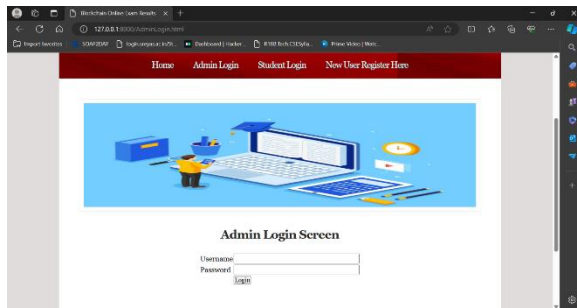 Blockchain Online Exam Results
127.0.0.1:8000/AdminLogin.html
Import favorites SOAP2DAY Dashboard | Hacker... Prime Video | Web...
Home Admin Login Student Login New User Register Here
Admin Login Screen
Username
Password
Login